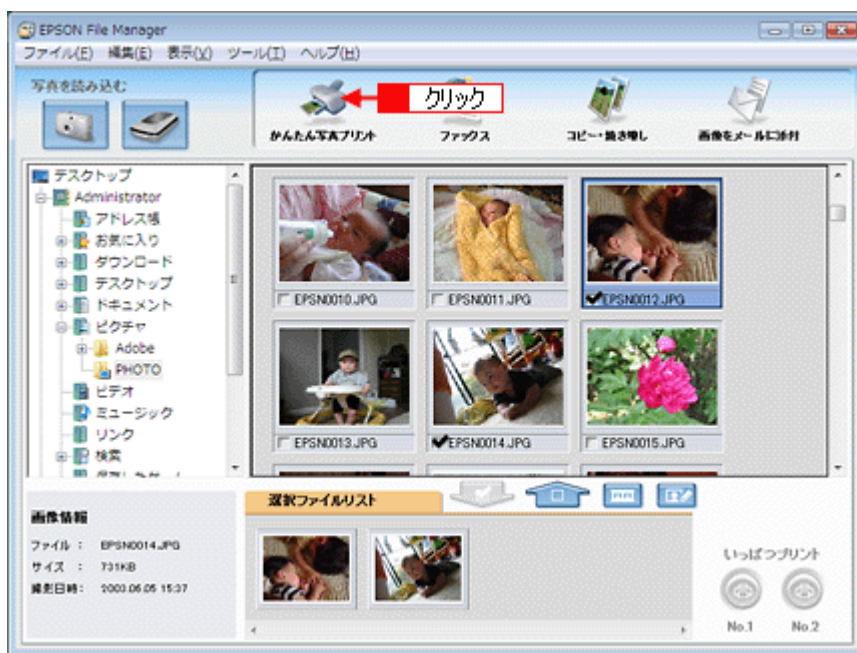 EPSON File Manager
ファイル(E) 編集(E) 表示(V) ツール(T) ヘルプ(H)
写真を読み込む
クリック
かんたん写真プリント ファックス コピー・焼き増し 画像をメールに添付
デスクトップ
Administrator
アドレス帳
お気に入り
ダウンロード
デスクトップ
ドキュメント
ピクチャ
Adobe
PHOTO
ビデオ
ミュージック
リンク
検索
EPSN0010.JPG EPSN0011.JPG EPSN0012.JPG
EPSN0013.JPG EPSN0014.JPG EPSN0015.JPG
選択ファイルリスト
画像情報
ファイル : EPSN0014.JPG
サイズ : 731KB
撮影日時: 2003.06.05 15:37
いっぱつプリント
No.1 No.2